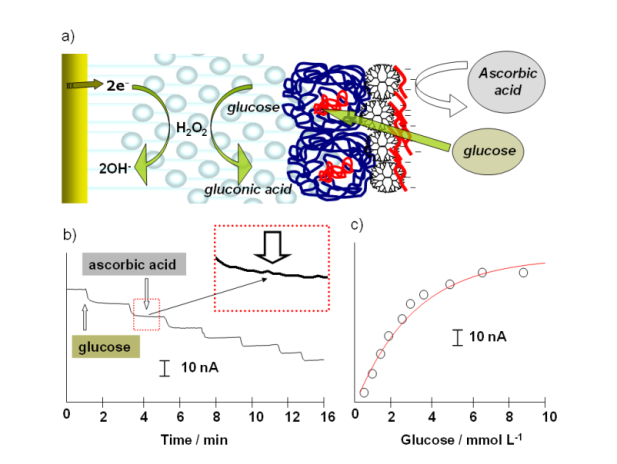 a)
2e⁻
H₂O₂
2OH-
glucose
gluconic acid
Ascorbic
acid
glucose
b)
ascorbic acid
glucose
10 nA
0 2 4 6 8 10 12 14 16
Time / min
c)
10 nA
0 2 4 6 8 10
Glucose / mmol L⁻¹